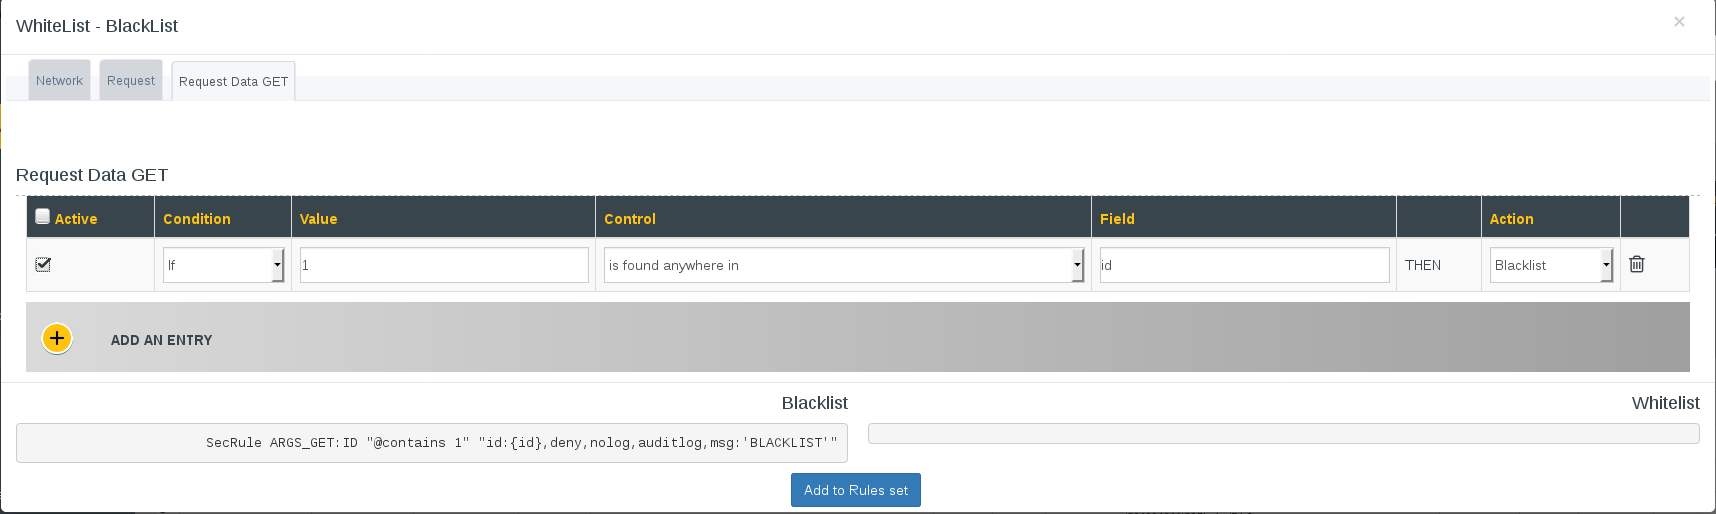 WhiteList - BlackList
×
Network Request Request Data GET
Request Data GET
Active Condition Value Control Field Action
If 1 is found anywhere in id THEN Blacklist
ADD AN ENTRY
Blacklist Whitelist
SecRule ARGS_GET:ID "@contains 1" "id:{id},deny,nolog,auditlog,msg:'BLACKLIST'"
Add to Rules set